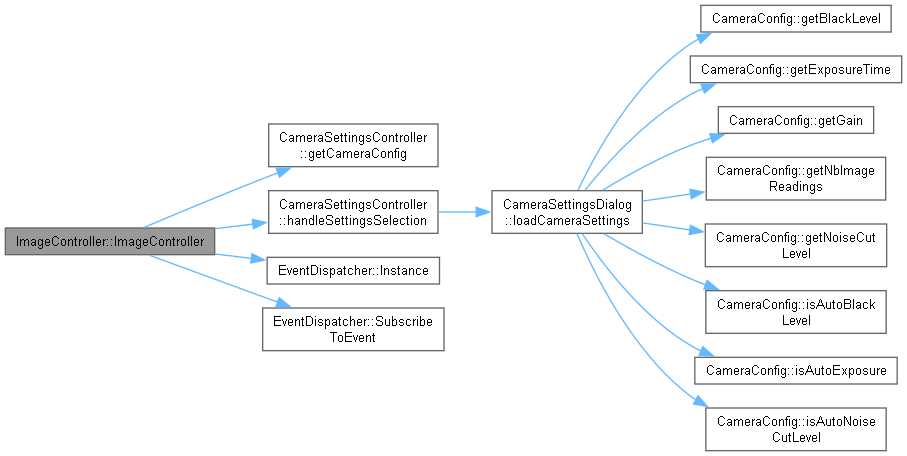 ImageController::ImageController
CameraSettingsController
::getCameraConfig
CameraSettingsController
::handleSettingsSelection
EventDispatcher::Instance
EventDispatcher::Subscribe
ToEvent
CameraSettingsDialog
::loadCameraSettings
CameraConfig::getBlackLevel
CameraConfig::getExposureTime
CameraConfig::getGain
CameraConfig::getNbImage
Readings
CameraConfig::getNoiseCut
Level
CameraConfig::isAutoBlack
Level
CameraConfig::isAutoExposure
CameraConfig::isAutoNoise
CutLevel